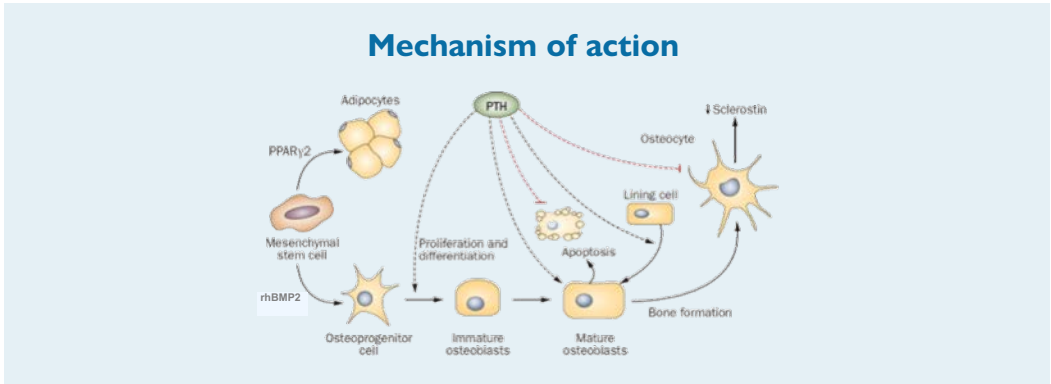 Mechanism of action
Adipocytes
PTH
Sclerostin
Osteocyte
PPARγ2
Lining cell
Mesenchymal
stem cell
Proliferation and
differentiation
Apoptosis
rhBMP2
Bone formation
Osteoprogenitor
cell
Immature
osteoblasts
Mature
osteoblasts